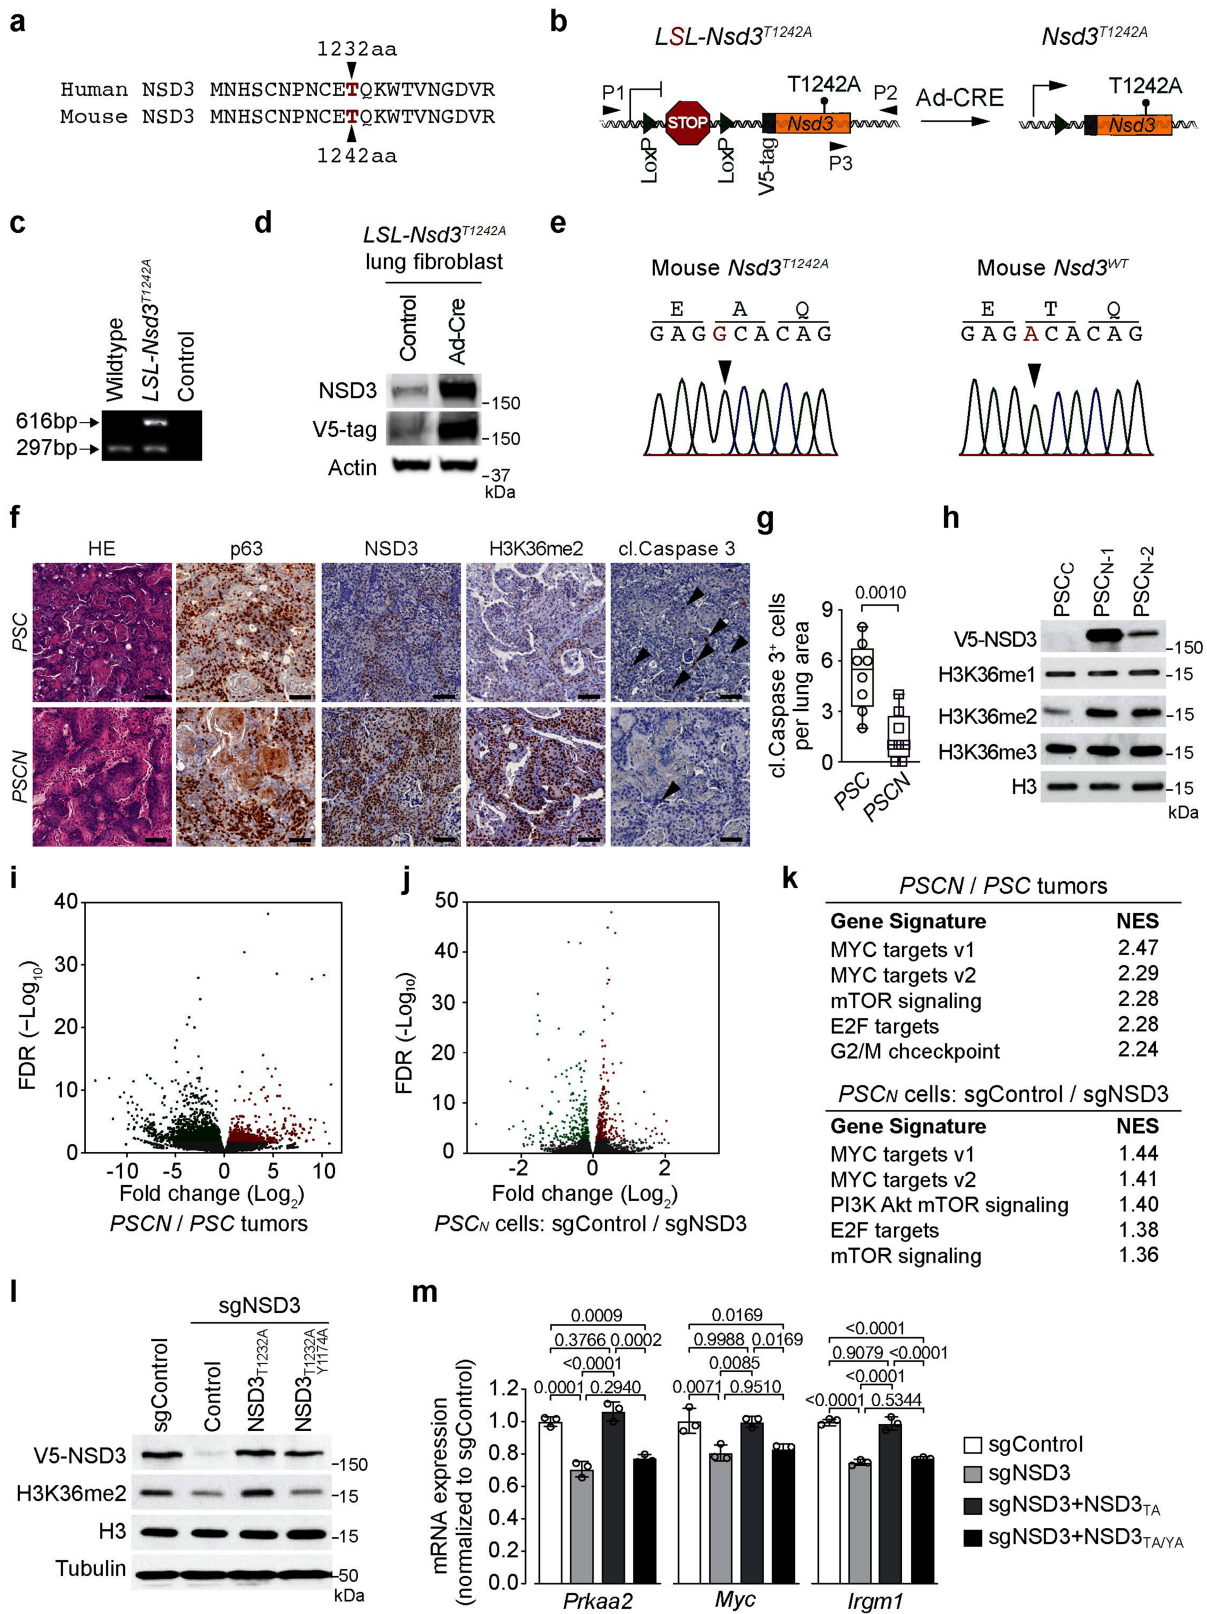 a
1232aa
Human NSD3 MNHSCNPNCETQKWTVNGDVR
Mouse NSD3 MNHSCNPNCETQKWTVNGDVR
1242aa
b
LSL-Nsd3T1242A
Nsd3T1242A
P1
T1242A
P2
Ad-CRE
T1242A
STOP
Nsd3
Nsd3
LoxP
LoxP
V5-tag
P3
c
Wildtype
LSL-Nsd3T1242A
Control
616bp
297bp
d
LSL-Nsd3T1242A
lung fibroblast
Control
Ad-Cre
NSD3
150
V5-tag
150
Actin
37
kDa
e
Mouse Nsd3T1242A
Mouse Nsd3WT
E A Q
GAG GCA CAG
E T Q
GAG ACA CAG
f
HE
p63
NSD3
H3K36me2
cl.Caspase 3
PSC
PSCN
g
cl.Caspase 3+ cells
per lung area
0.0010
9
6
3
0
PSC
PSCN
h
PSCC
PSCN-1
PSCN-2
V5-NSD3
150
H3K36me1
15
H3K36me2
15
H3K36me3
15
H3
15
kDa
i
FDR (−Log10)
40
30
20
10
0
-10 -5 0 5 10
Fold change (Log2)
PSCN / PSC tumors
j
FDR (-Log10)
50
40
30
20
10
0
-2 0 2
Fold change (Log2)
PSCN cells: sgControl / sgNSD3
k
PSCN / PSC tumors
Gene Signature NES
MYC targets v1 2.47
MYC targets v2 2.29
mTOR signaling 2.28
E2F targets 2.28
G2/M chceckpoint 2.24
PSCN cells: sgControl / sgNSD3
Gene Signature NES
MYC targets v1 1.44
MYC targets v2 1.41
PI3K Akt mTOR signaling 1.40
E2F targets 1.38
mTOR signaling 1.36
l
sgNSD3
sgControl
Control
NSD3T1232A
NSD3T1232A Y1174A
V5-NSD3
150
H3K36me2
15
H3
15
Tubulin
50
kDa
m
mRNA expression
(normalized to sgControl)
1.2
1.0
0.8
0.6
0.4
0.2
0.0
0.0009
0.3766 0.0002
<0.0001
0.0001 0.2940
0.0169
0.9988 0.0169
0.0085
0.0071 0.9510
<0.0001
0.9079 <0.0001
<0.0001
<0.0001 0.5344
Prkaa2
Myc
Irgm1
sgControl
sgNSD3
sgNSD3+NSD3TA
sgNSD3+NSD3TA/YA